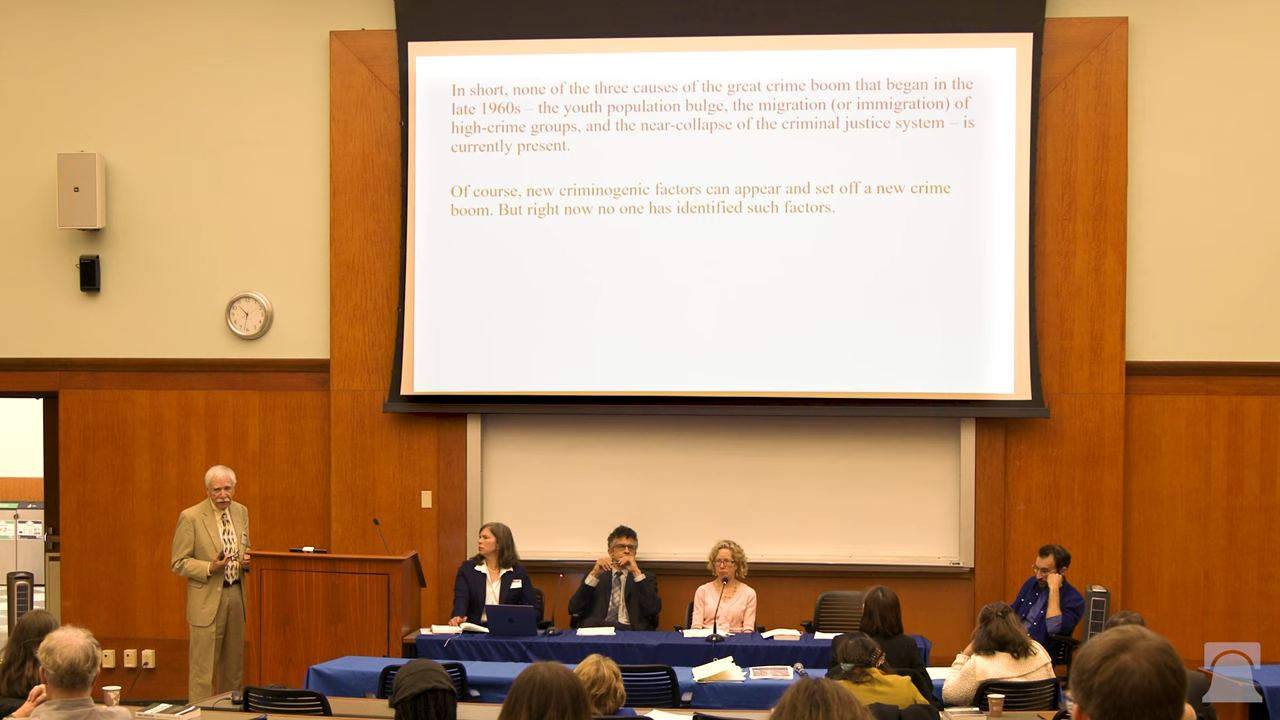 In short, none of the three causes of the great crime boom that began in the
late 1960s – the youth population bulge, the migration (or immigration) of
high-crime groups, and the near-collapse of the criminal justice system – is
currently present.
Of course, new criminogenic factors can appear and set off a new crime
boom. But right now no one has identified such factors.